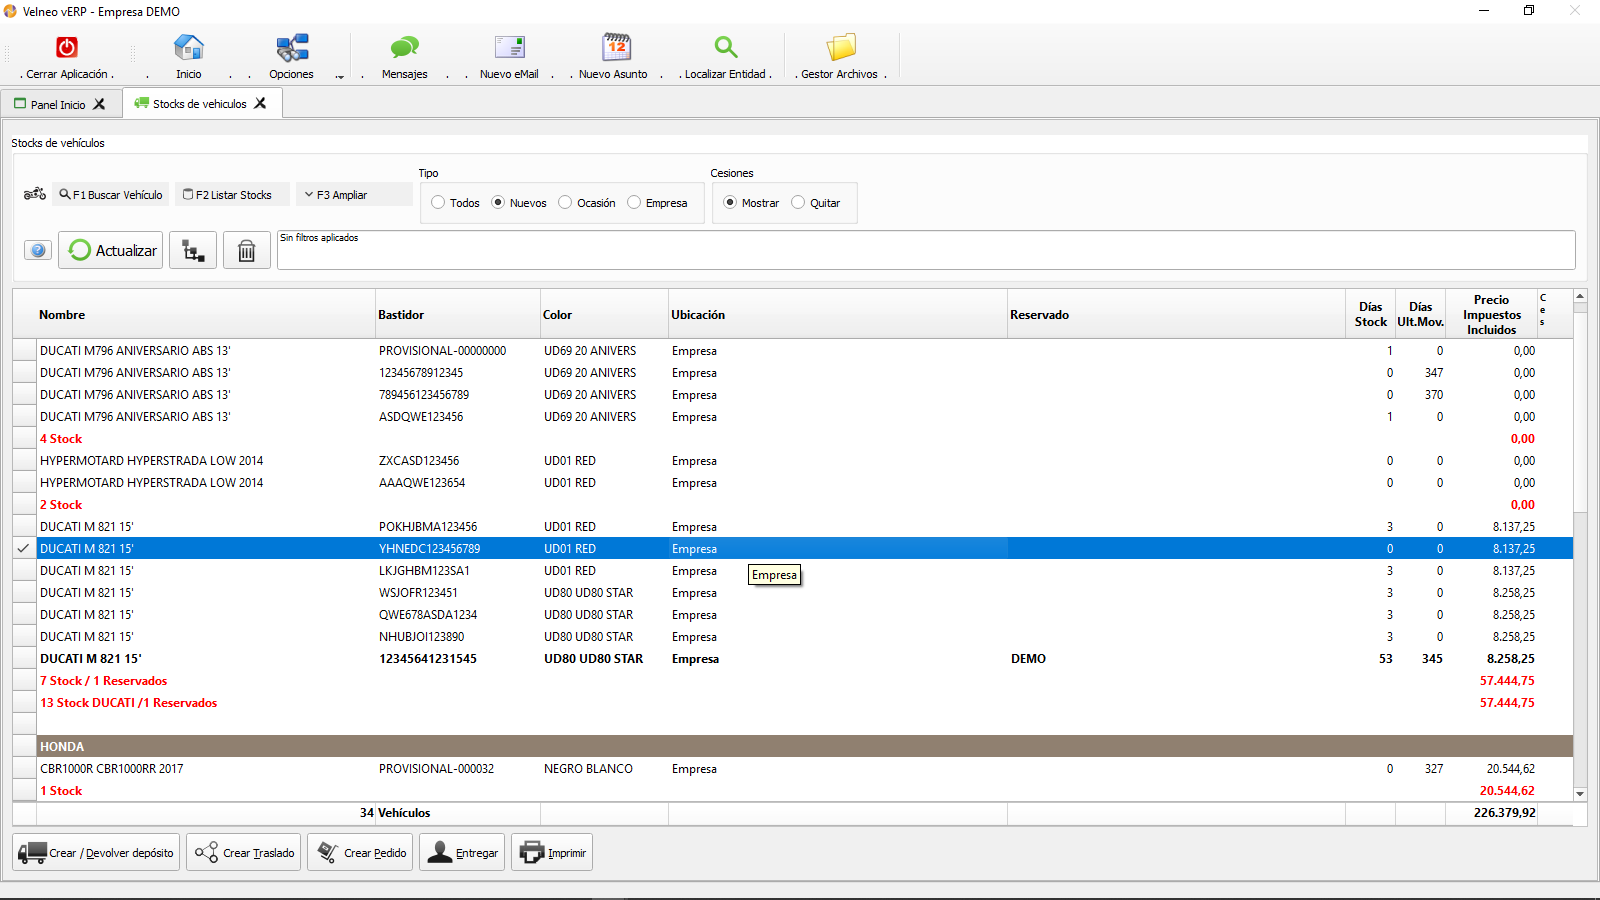 Velneo vERP - Empresa DEMO
. Cerrar Aplicación . . Inicio . . Opciones . Mensajes . . Nuevo eMail . . Nuevo Asunto . . Localizar Entidad . . Gestor Archivos .
12
Panel Inicio Stocks de vehiculos
Stocks de vehículos
Tipo Cesiones
F1 Buscar Vehículo F2 Listar Stocks F3 Ampliar Todos Nuevos Ocasión Empresa Mostrar Quitar
Actualizar Sin filtros aplicados
Nombre Bastidor Color Ubicación Reservado Días Stock Días Ult.Mov. Precio Impuestos Incluidos Ces
DUCATI M796 ANIVERSARIO ABS 13' PROVISIONAL-00000000 UD69 20 ANIVERS Empresa 1 0 0,00
DUCATI M796 ANIVERSARIO ABS 13' 12345678912345 UD69 20 ANIVERS Empresa 0 347 0,00
DUCATI M796 ANIVERSARIO ABS 13' 789456123456789 UD69 20 ANIVERS Empresa 0 370 0,00
DUCATI M796 ANIVERSARIO ABS 13' ASDQWE123456 UD69 20 ANIVERS Empresa 1 0 0,00
4 Stock 0,00
HYPERMOTARD HYPERSTRADA LOW 2014 ZXCASD123456 UD01 RED Empresa 0 0 0,00
HYPERMOTARD HYPERSTRADA LOW 2014 AAAQWE123654 UD01 RED Empresa 0 0 0,00
2 Stock 0,00
DUCATI M 821 15' POKHJBMA123456 UD01 RED Empresa 3 0 8.137,25
DUCATI M 821 15' YHNEDC123456789 UD01 RED Empresa 0 0 8.137,25
DUCATI M 821 15' LKJGHBM123SA1 UD01 RED Empresa 3 0 8.137,25
Empresa
DUCATI M 821 15' WSJOFR123451 UD80 UD80 STAR Empresa 3 0 8.258,25
DUCATI M 821 15' QWE678ASDA1234 UD80 UD80 STAR Empresa 3 0 8.258,25
DUCATI M 821 15' NHUBJOI123890 UD80 UD80 STAR Empresa 3 0 8.258,25
DUCATI M 821 15' 12345641231545 UD80 UD80 STAR Empresa DEMO 53 345 8.258,25
7 Stock / 1 Reservados 57.444,75
13 Stock DUCATI /1 Reservados 57.444,75
HONDA
CBR1000R CBR1000RR 2017 PROVISIONAL-000032 NEGRO BLANCO Empresa 0 327 20.544,62
1 Stock 20.544,62
34 Vehículos 226.379,92
Crear / Devolver depósito Crear Traslado Crear Pedido Entregar Imprimir